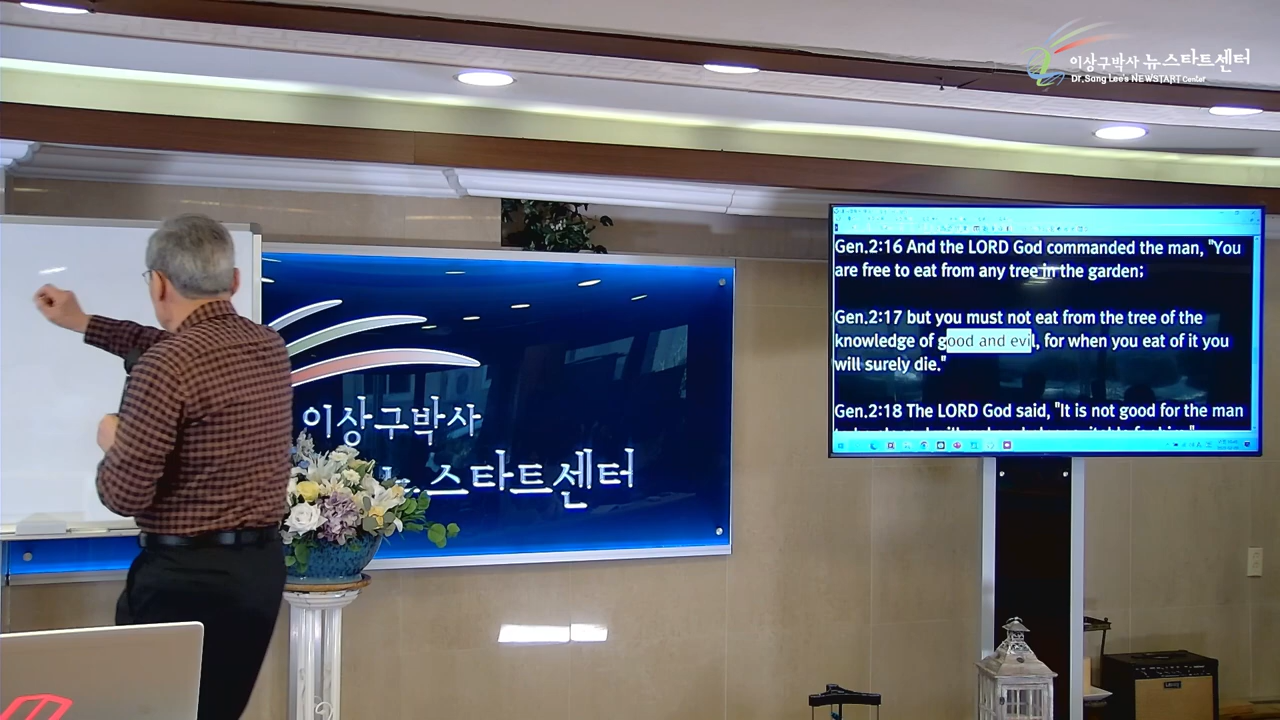 이상구박사 뉴스타트센터
Dr.Sang Lee's NEWSTART Center
이상구박사
뉴스타트센터
Gen.2:16 And the LORD God commanded the man, "You
are free to eat from any tree in the garden;
Gen.2:17 but you must not eat from the tree of the
knowledge of good and evil, for when you eat of it you
will surely die."
Gen.2:18 The LORD God said, "It is not good for the man